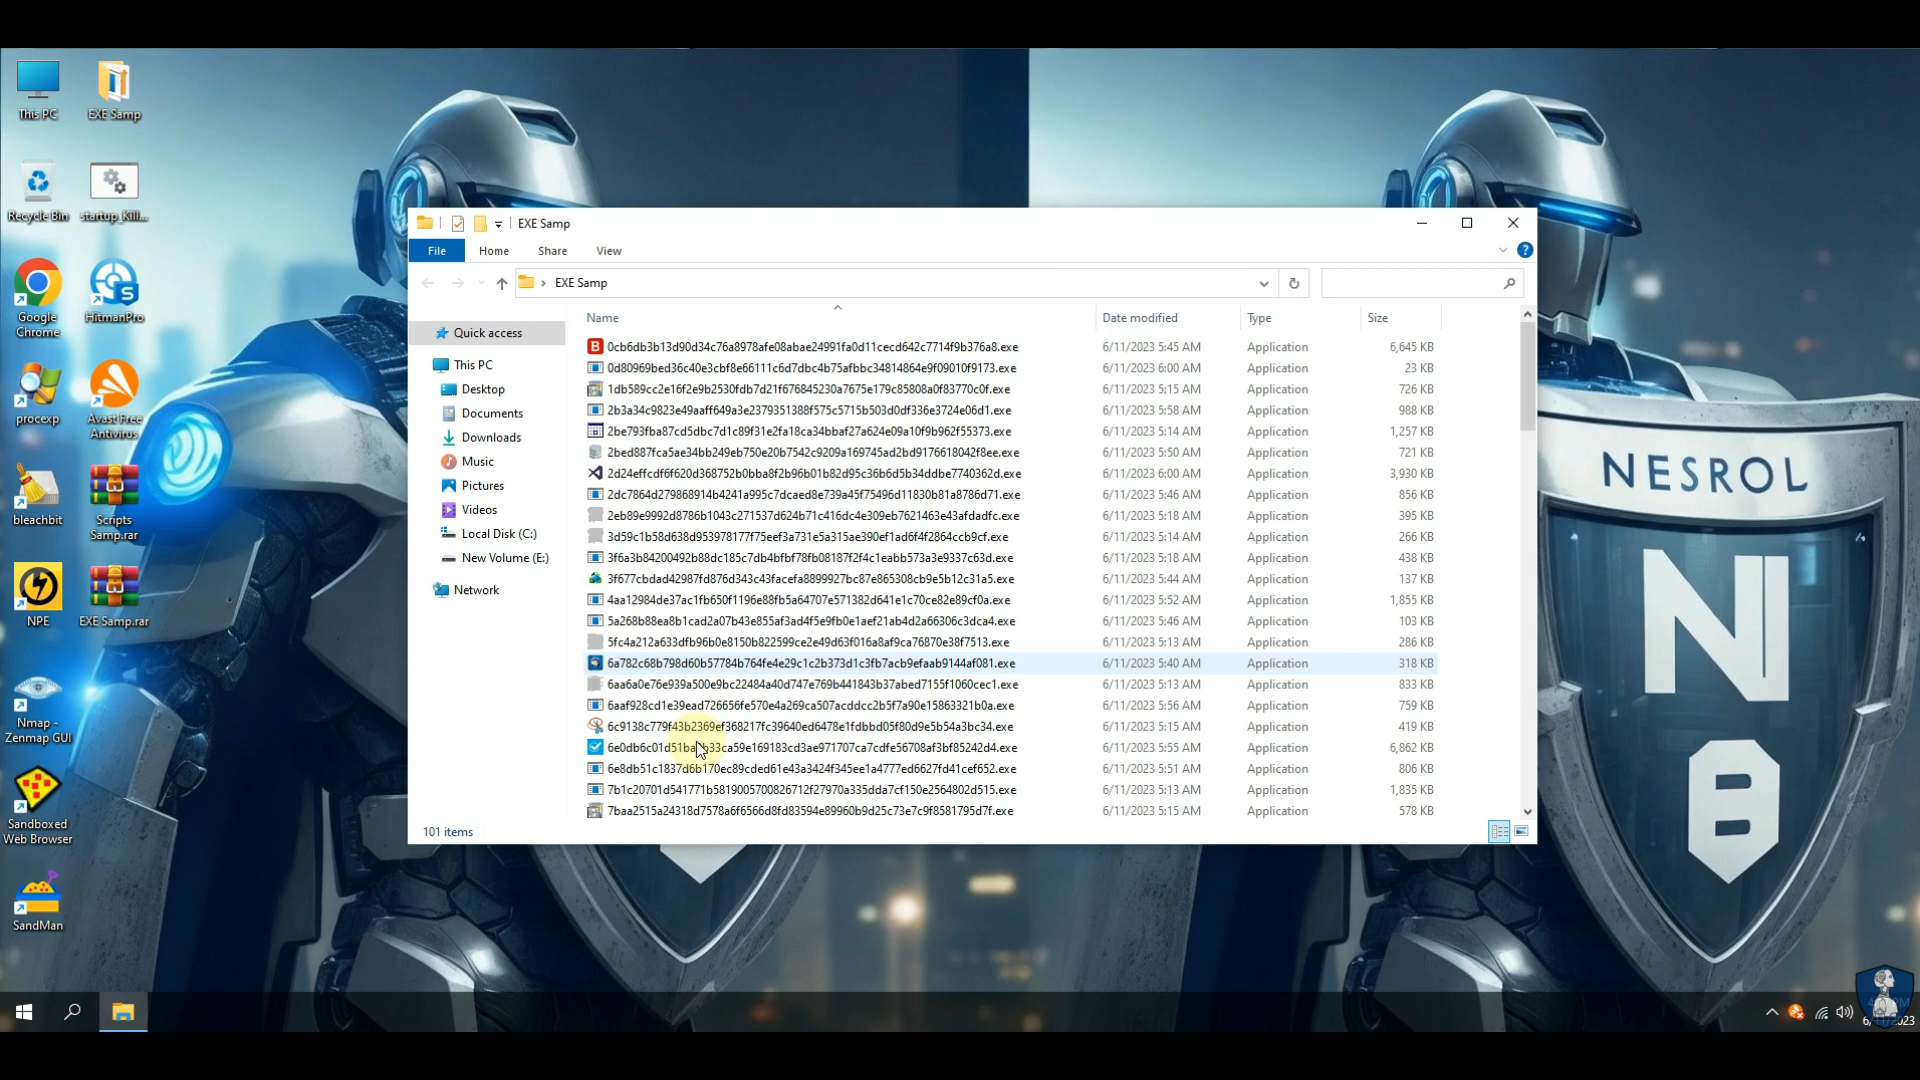 This PC
EXE Samp
Recycle Bin
startup_Kill...
Google
Chrome
HitmanPro
procexp
Avast Free
Antivirus
bleachbit
Scripts
Samp.rar
NPE
EXE Samp.rar
Nmap -
Zenmap GUI
Sandboxed
Web Browser
SandMan
EXE Samp
File Home Share View
EXE Samp
Quick access
This PC
Desktop
Documents
Downloads
Music
Pictures
Videos
Local Disk (C:)
New Volume (E:)
Network
Name Date modified Type Size
0cb6db3b13d90d34c76a8978afe08abae24991fa0d11cecd642c7714f9b376a8.exe 6/11/2023 5:45 AM Application 6,645 KB
0d80969bed36c40e3cbf8e66111c6d7dbc4b75afbbc34814864e9f09010f9173.exe 6/11/2023 6:00 AM Application 23 KB
1db589cc2e16f2e9b2530fdb7d21f676845230a7675e179c85808a0f83770c0f.exe 6/11/2023 5:15 AM Application 726 KB
2b3a34c9823e49aaff649a3e2379351388f575c5715b503d0df336e3724e06d1.exe 6/11/2023 5:58 AM Application 988 KB
2be793fba87cd5dbc7d1c89f31e2fa18ca34bbaf27a624e09a10f9b962f55373.exe 6/11/2023 5:14 AM Application 1,257 KB
2bed887fca5ae34bb249eb750e20b7542c9209a169745ad2bd9176618042f8ee.exe 6/11/2023 5:50 AM Application 721 KB
2d24effcdf6f620d368752b0bba8f2b96b01b82d95c36b6d5b34ddbe7740362d.exe 6/11/2023 6:00 AM Application 3,930 KB
2dc7864d279868914b4241a995c7dcaed8e739a45f75496d11830b81a8786d71.exe 6/11/2023 5:46 AM Application 856 KB
2eb89e9992d8786b1043c271537d624b71c416dc4e309eb7621463e43afdadfc.exe 6/11/2023 5:18 AM Application 395 KB
3d59c1b58d638d953978177f75eef3a731e5a315ae390ef1ad6f4f2864ccb9cf.exe 6/11/2023 5:14 AM Application 266 KB
3f6a3b84200492b88dc185c7db4bfbf78fb08187f2f4c1eabb573a3e9337c63d.exe 6/11/2023 5:18 AM Application 438 KB
3f677cbdad42987fd876d343c43facefa8899927bc87e865308cb9e5b12c31a5.exe 6/11/2023 5:44 AM Application 137 KB
4aa12984de37ac1fb650f1196e88fb5a64707e571382d641e1c70ce82e89cf0a.exe 6/11/2023 5:52 AM Application 1,855 KB
5a268b88ea8b1cad2a07b43e855af3ad4f5e9fb0e1aef21ab4d2a66306c3dca4.exe 6/11/2023 5:46 AM Application 103 KB
5fc4a212a633dfb96b0e8150b822599ce2e49d63f016a8af9ca76870e38f7513.exe 6/11/2023 5:13 AM Application 286 KB
6a782c68b798d60b57784b764fe4e29c1c2b373d1c3fb7acb9efaab9144af081.exe 6/11/2023 5:40 AM Application 318 KB
6aa6a0e76e939a500e9bc22484a40d747e769b441843b37abed7155f1060cec1.exe 6/11/2023 5:13 AM Application 833 KB
6aaf928cd1e39ead726656fe570e4a269ca507acddcc2b5f7a90e15863321b0a.exe 6/11/2023 5:56 AM Application 759 KB
6c9138c779f43b2369ef368217fc39640ed6478e1fdbbd05f80d9e5b54a3bc34.exe 6/11/2023 5:15 AM Application 419 KB
6/11/2023 5:55 AM Application 6,862 KB
6e8db51c1837d6b170ec89cded61e43a3424f345ee1a4777ed6627fd41cef652.exe 6/11/2023 5:51 AM Application 806 KB
7b1c20701d541771b5819005700826712f27970a335dda7cf150e2564802d515.exe 6/11/2023 5:13 AM Application 1,835 KB
7baa2515a24318d7578a6f6566d8fd83594e89960b9d25c73e7c9f8581795d7f.exe 6/11/2023 5:15 AM Application 578 KB
101 items
NESROL
N
B